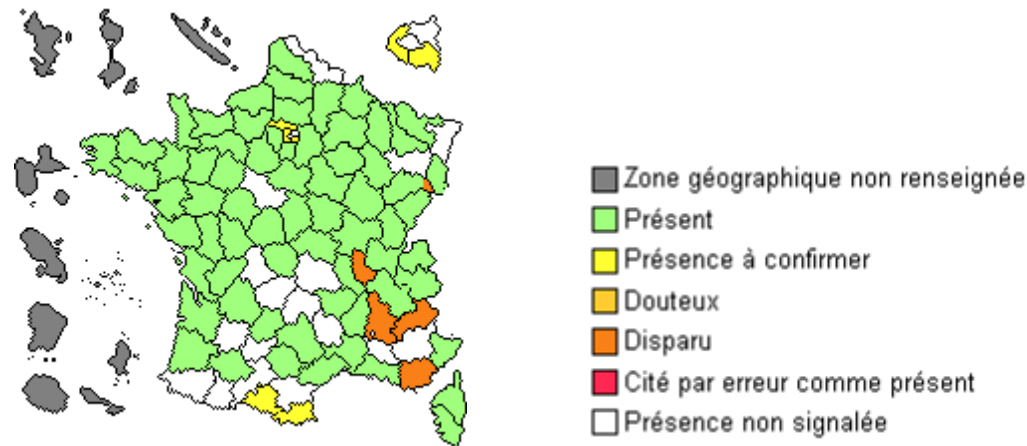 Zone géographique non renseignée
Présent
Présence à confirmer
Douteux
Disparu
Cité par erreur comme présent
Présence non signalée